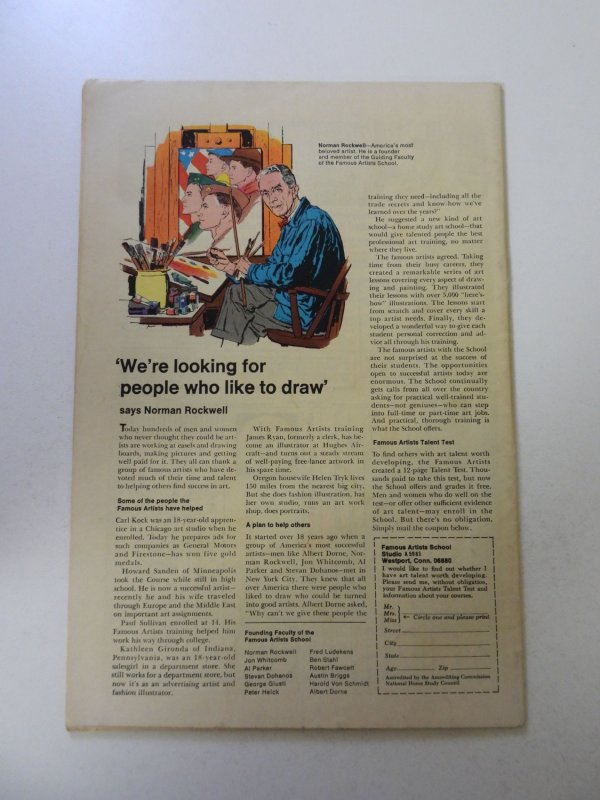 Norman Rockwell—America's most
beloved artist. He is a founder
and member of the Guiding Faculty
of the Famous Artists School.
'We're looking for
people who like to draw'
says Norman Rockwell
Today hundreds of men and women
who never thought they could be art-
ists are working at easels and drawing
boards, making pictures and getting
well paid for it. They all can thank a
group of famous artists who have de-
voted much of their time and talent
to helping others find success in art.
Some of the people the
Famous Artists have helped
Carl Kock was an 18-year-old appren-
tice in a Chicago art studio when he
enrolled. Today he prepares ads for
such companies as General Motors
and Firestone—has won five gold
medals.
Howard Sanden of Minneapolis
took the Course while still in high
school. He is now a successful artist—
recently he and his wife traveled
through Europe and the Middle East
on important art assignments.
Paul Sullivan enrolled at 14. His
Famous Artists training helped him
work his way through college.
Kathleen Gironda of Indiana,
Pennsylvania, was an 18-year-old
salesgirl in a department store. She
still works for a department store, but
now it's as an advertising artist and
fashion illustrator.
With Famous Artists training
James Ryan, formerly a clerk, has be-
come an illustrator at Hughes Air-
craft—and turns out a steady stream
of well-paying free-lance artwork in
his spare time.
Oregon housewife Helen Tryk lives
150 miles from the nearest big city.
But she does fashion illustration, has
her own studio, runs an art work
shop, does portraits.
A plan to help others
It started over 18 years ago when a
group of America's most successful
artists—men like Albert Dorne, Nor-
man Rockwell, Jon Whitcomb, Al
Parker and Stevan Dohanos—met in
New York City. They knew that all
over America there were people who
liked to draw who could be turned
into good artists. Albert Dorne asked,
"Why can't we give these people the
Founding Faculty of the
Famous Artists School
Norman Rockwell
Jon Whitcomb
Al Parker
Stevan Dohanos
George Giusti
Peter Helck
Fred Ludekens
Ben Stahl
Robert Fawcett
Austin Briggs
Harold Von Schmidt
Albert Dorne
training they need—including all the
trade secrets and know-how we've
learned over the years?"
He suggested a new kind of art
school—a home study art school—that
would give talented people the best
professional art training, no matter
where they live.
The famous artists agreed. Taking
time from their busy careers, they
created a remarkable series of art
lessons covering every aspect of draw-
ing and painting. They illustrated
their lessons with over 5,000 "here's-
how" illustrations. The lessons start
from scratch and cover every skill a
top artist needs. Finally, they de-
veloped a wonderful way to give each
student personal correction and ad-
vice all through his training.
The famous artists with the School
are not surprised at the success of
their students. The opportunities
open to successful artists today are
enormous. The School continually
gets calls from all over the country
asking for practical well-trained stu-
dents—not geniuses—who can step
into full-time or part-time art jobs.
And practical, thorough training is
what the School offers.
Famous Artists Talent Test
To find others with art talent worth
developing, the Famous Artists
created a 12-page Talent Test. Thou-
sands paid to take this test, but now
the School offers and grades it free.
Men and women who do well on the
test—or offer other sufficient evidence
of art talent—may enroll in the
School. But there's no obligation.
Simply mail the coupon below.
Famous Artists School
Studio
Westport, Conn. 06880
I would like to find out whether I
have art talent worth developing.
Please send me, without obligation,
your Famous Artists Talent Test and
information about your courses.
Mr.
Mrs.
Miss
Circle one and please print
Street
City
State
Age Zip
Accredited by the Accrediting Commission
National Home Study Council